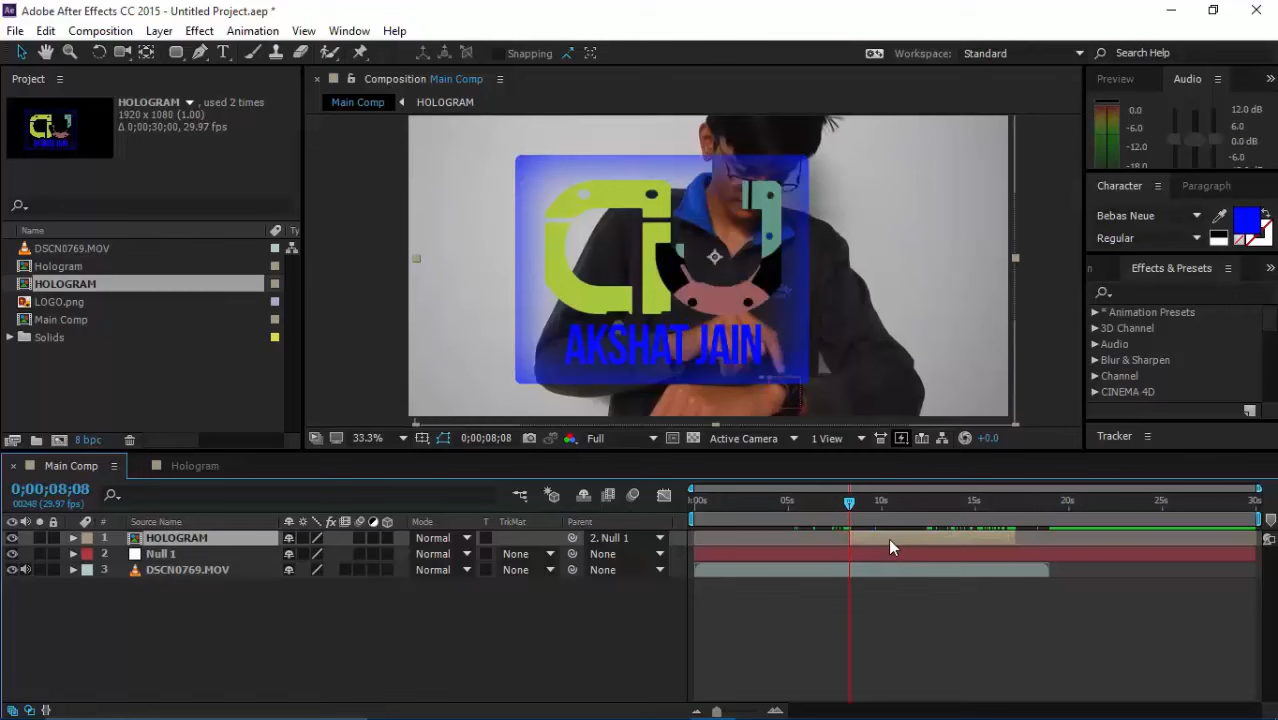 Adobe After Effects CC 2015 - Untitled Project.aep *
File Edit Composition Layer Effect Animation View Window Help
Snapping
Workspace: Standard
Search Help
Project
HOLOGRAM , used 2 times
1920 x 1080 (1.00)
Δ 0;00;30;00, 29.97 fps
Name Ty
DSCN0769.MOV
Hologram
HOLOGRAM
LOGO.png
Main Comp
Solids
8 bpc
Composition Main Comp
Main Comp HOLOGRAM
AKSHAT JAIN
33.3% 0;00;08;08 Full Active Camera 1 View +0.0
Preview Audio
0.0 12.0 dB
-6.0 6.0
-12.0 0.0 dB
-18.0 -6.0
Character Paragraph
Bebas Neue
Regular
Effects & Presets
* Animation Presets
3D Channel
Audio
Blur & Sharpen
Channel
CINEMA 4D
Tracker
Main Comp Hologram
0;00;08;08
00248 (29.97 fps)
0:00s 05s 10s 15s 20s 25s 30s
# Source Name fx Mode T TrkMat Parent
1 HOLOGRAM Normal 2. Null 1
2 Null 1 Normal None None
3 DSCN0769.MOV Normal None None